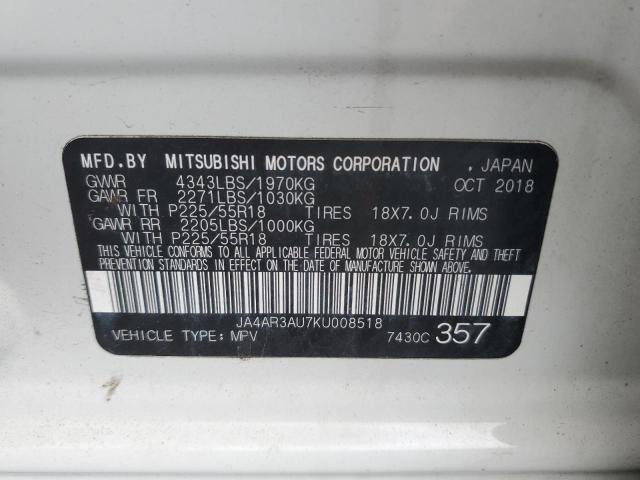 MFD.BY MITSUBISHI MOTORS CORPORATION , JAPAN
GVWR 4343LBS/1970KG OCT 2018
GAWR FR 2271LBS/1030KG
WITH P225/55R18 TIRES 18X7.0J RIMS
GAWR RR 2205LBS/1000KG
WITH P225/55R18 TIRES 18X7.0J RIMS
THIS VEHICLE CONFORMS TO ALL APPLICABLE FEDERAL MOTOR VEHICLE SAFETY AND THEFT
PREVENTION STANDARDS IN EFFECT ON THE DATE OF MANUFACTURE SHOWN ABOVE.
JA4AR3AU7KU008518
VEHICLE TYPE: MPV 7430C 357